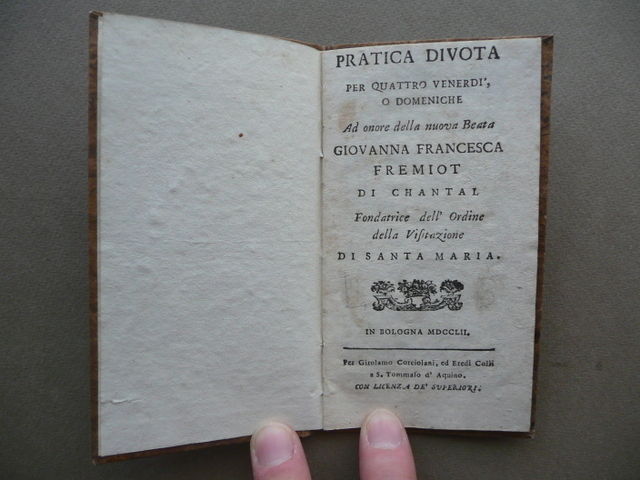 PRATICA DIVOTA
PER QUATTRO VENERDI',
O DOMENICHE
Ad onore della nuova Beata
GIOVANNA FRANCESCA
FREMIOT
DI CHANTAL
Fondatrice dell' Ordine
della Visitazione
DI SANTA MARIA.
IN BOLOGNA MDCCLII.
Per Girolamo Corciolani, ed Eredi Colli
a S. Tommaso d' Aquino.
CON LICENZA DE' SUPERIORI.